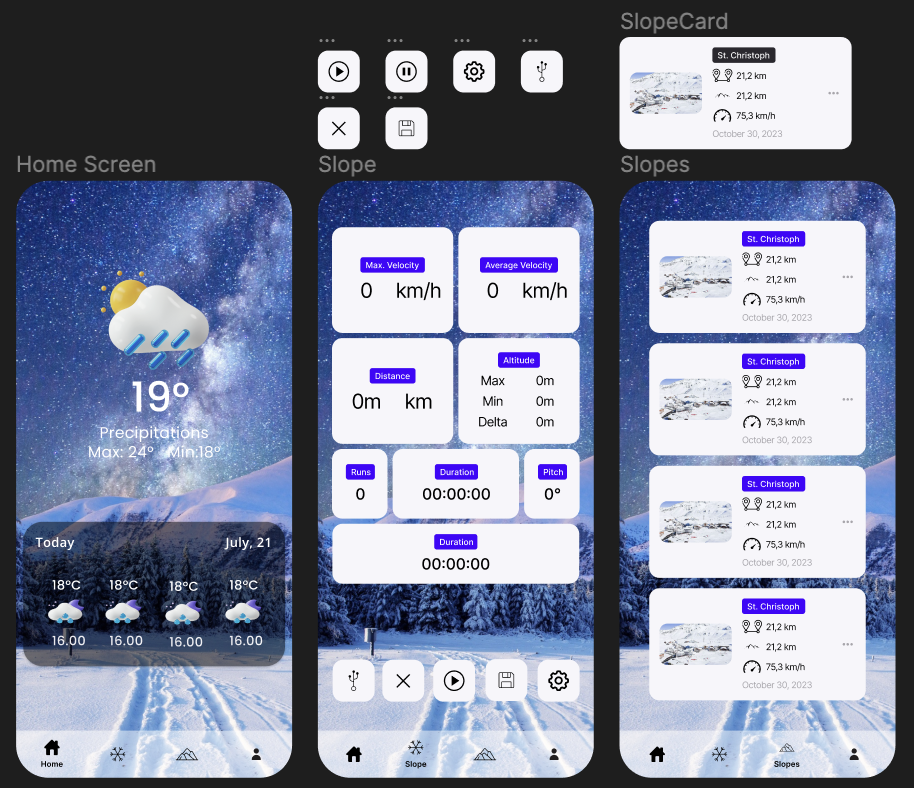 SlopeCard
St. Christoph
21,2 km
21,2 km
75,3 km/h
October 30, 2023
Home Screen
19°
Precipitations
Max: 24° Min:18°
Today July, 21
18°C 18°C 18°C 18°C
16.00 16.00 16.00 16.00
Home
Slope
Max. Velocity
0 km/h
Average Velocity
0 km/h
Distance
0m km
Altitude
Max 0m
Min 0m
Delta 0m
Runs
0
Duration
00:00:00
Pitch
0°
Duration
00:00:00
Slope
Slopes
St. Christoph
21,2 km
21,2 km
75,3 km/h
October 30, 2023
St. Christoph
21,2 km
21,2 km
75,3 km/h
October 30, 2023
St. Christoph
21,2 km
21,2 km
75,3 km/h
October 30, 2023
St. Christoph
21,2 km
21,2 km
75,3 km/h
October 30, 2023
Slopes